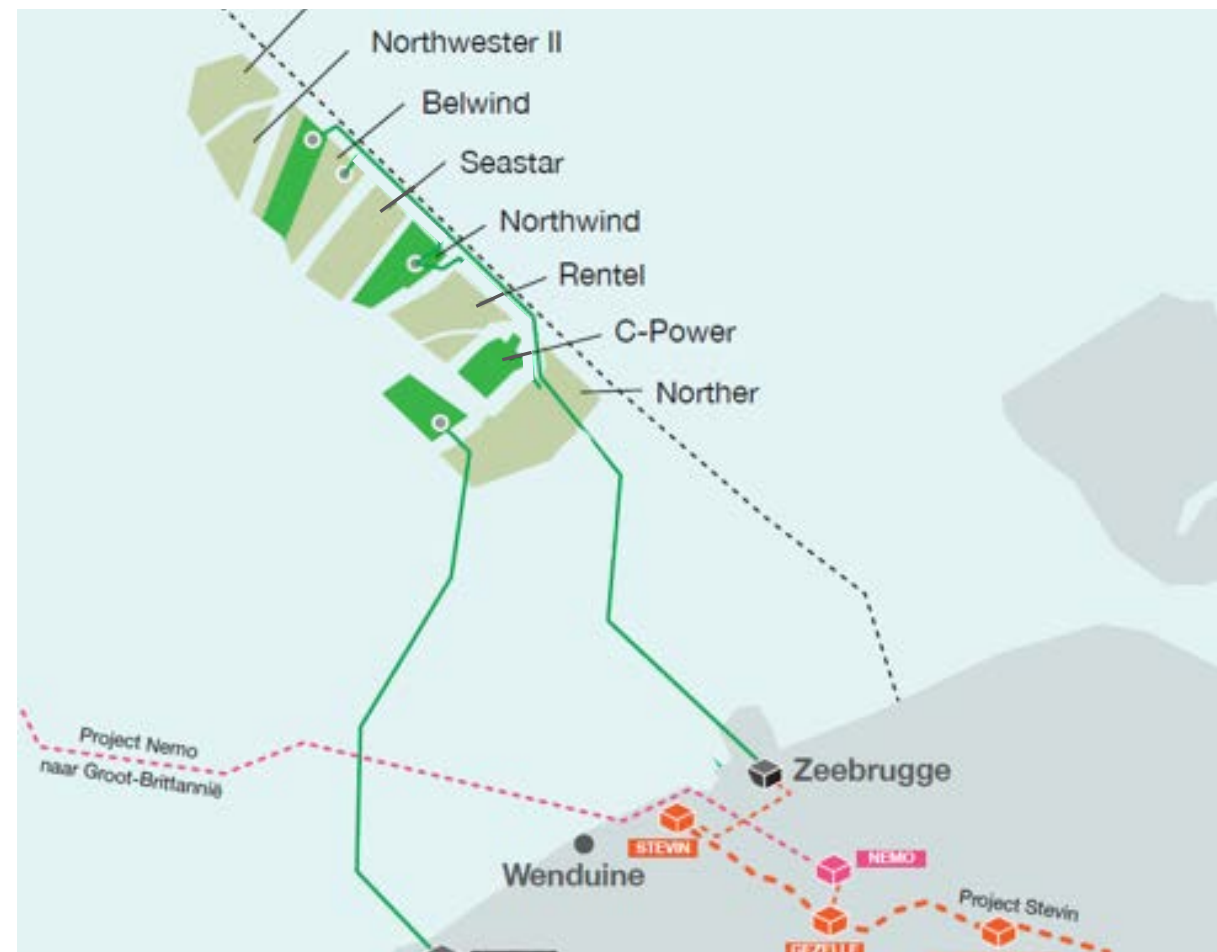 Northwester II
Belwind
Seastar
Northwind
Rentel
C-Power
Norther
Project Nemo
naar Groot-Brittannië
Zeebrugge
STEVIN
Wenduine
NEMO
Project Stevin
GEZELLE